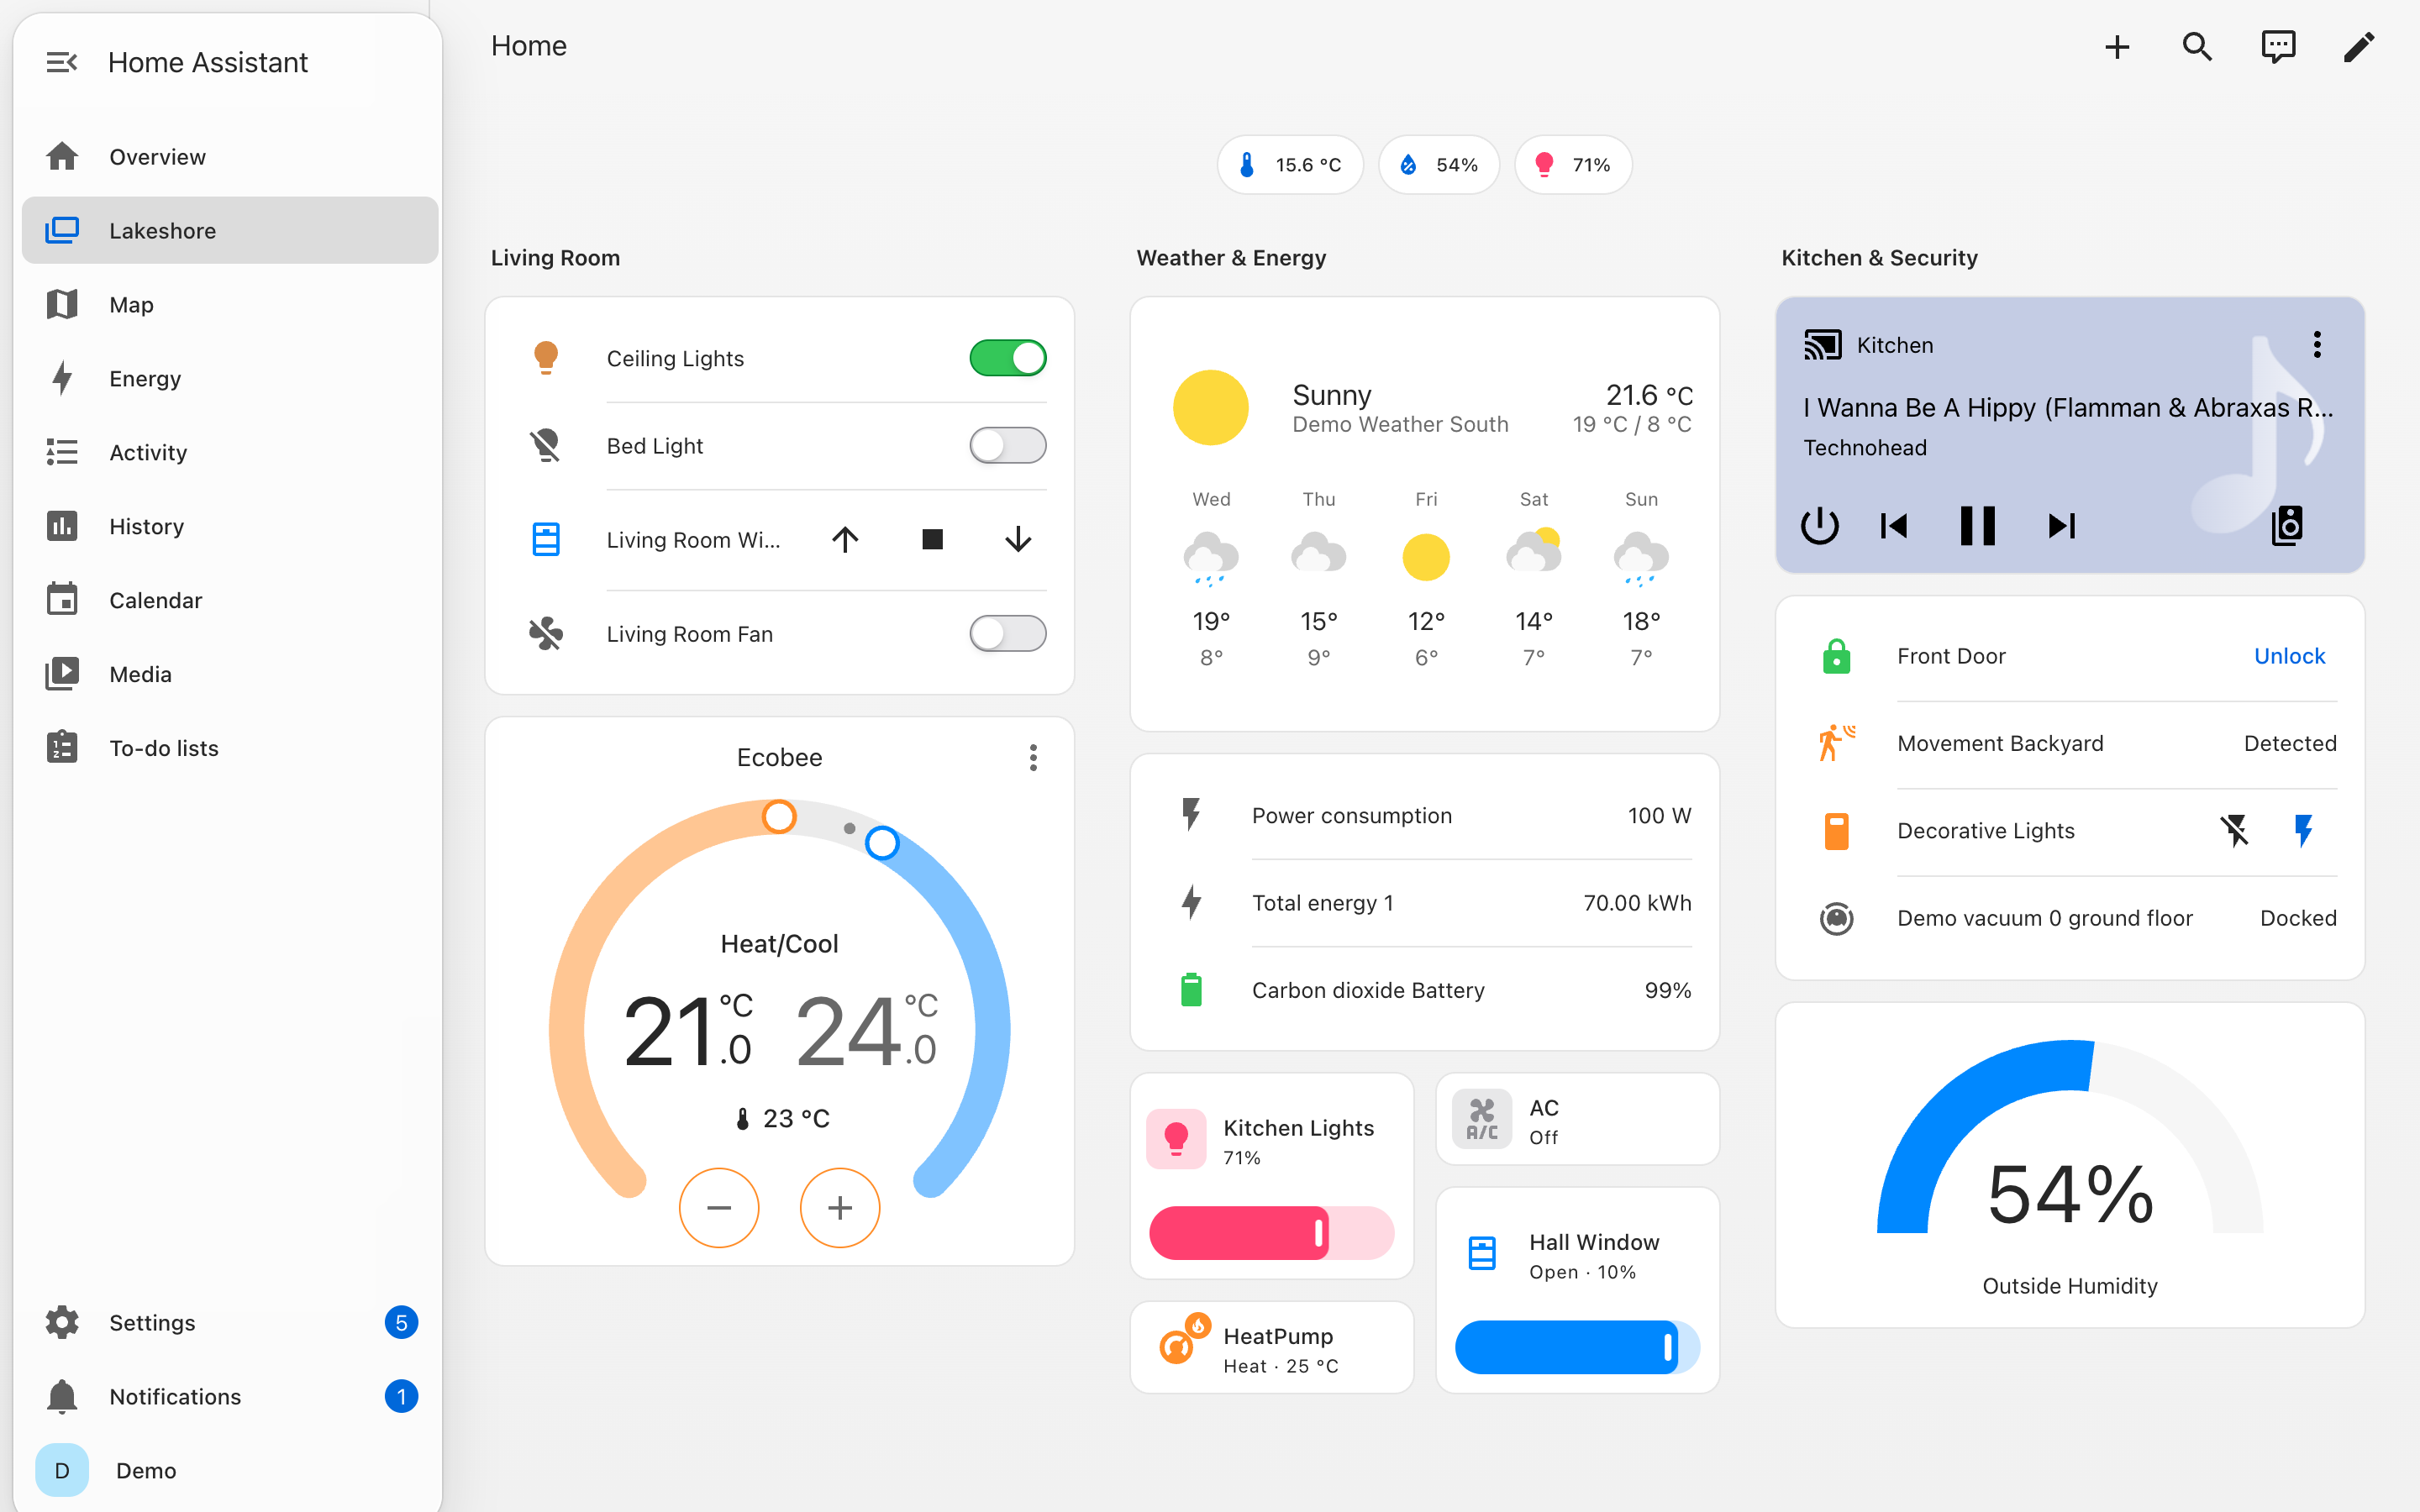 Home Assistant
Overview
Lakeshore
Map
Energy
Activity
History
Calendar
Media
To-do lists
Settings
5
Notifications
1
D
Demo
Home
15.6 °C
54%
71%
Living Room
Ceiling Lights
Bed Light
Living Room Wi...
Living Room Fan
Ecobee
Heat/Cool
21.0 °C 24.0 °C
23 °C
Weather & Energy
Sunny
21.6 °C
Demo Weather South
19 °C / 8 °C
Wed Thu Fri Sat Sun
19° 15° 12° 14° 18°
8° 9° 6° 7° 7°
Power consumption
100 W
Total energy 1
70.00 kWh
Carbon dioxide Battery
99%
Kitchen Lights
71%
A/C
AC
Off
Hall Window
Open · 10%
HeatPump
Heat · 25 °C
Kitchen & Security
Kitchen
I Wanna Be A Hippy (Flamman & Abraxas R...
Technohead
Front Door
Unlock
Movement Backyard
Detected
Decorative Lights
Demo vacuum 0 ground floor
Docked
54%
Outside Humidity